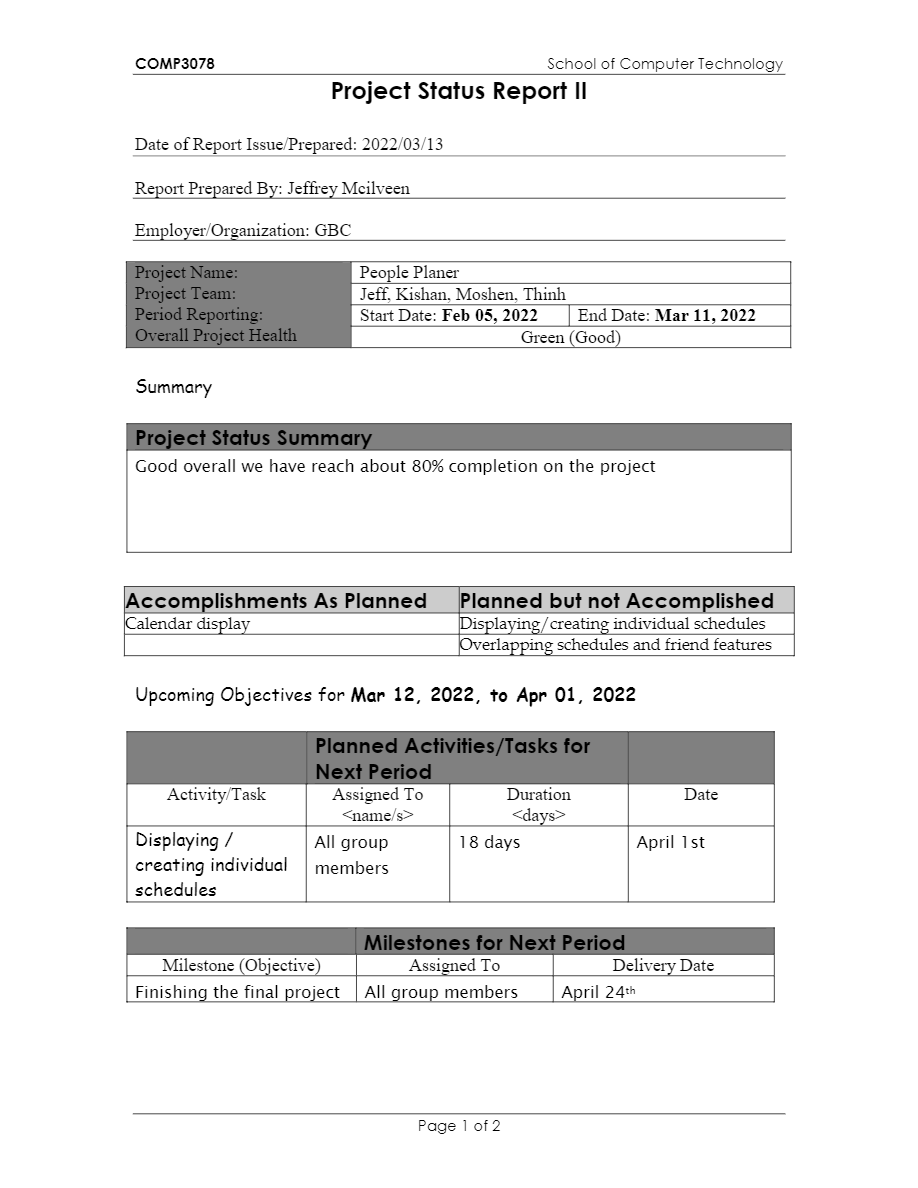 COMP3078 School of Computer Technology
Project Status Report II
Date of Report Issue/Prepared: 2022/03/13
Report Prepared By: Jeffrey Mcilveen
Employer/Organization: GBC
Project Name: People Planer
Project Team: Jeff, Kishan, Moshen, Thinh
Period Reporting: Start Date: Feb 05, 2022 End Date: Mar 11, 2022
Overall Project Health Green (Good)
Summary
Project Status Summary
Good overall we have reach about 80% completion on the project
Accomplishments As Planned Planned but not Accomplished
Calendar display Displaying/creating individual schedules
Overlapping schedules and friend features
Upcoming Objectives for Mar 12, 2022, to Apr 01, 2022
Planned Activities/Tasks for
Next Period
Activity/Task Assigned To Duration Date
<name/s> <days>
Displaying / All group 18 days April 1st
creating individual members
schedules
Milestones for Next Period
Milestone (Objective) Assigned To Delivery Date
Finishing the final project All group members April 24th
Page 1 of 2